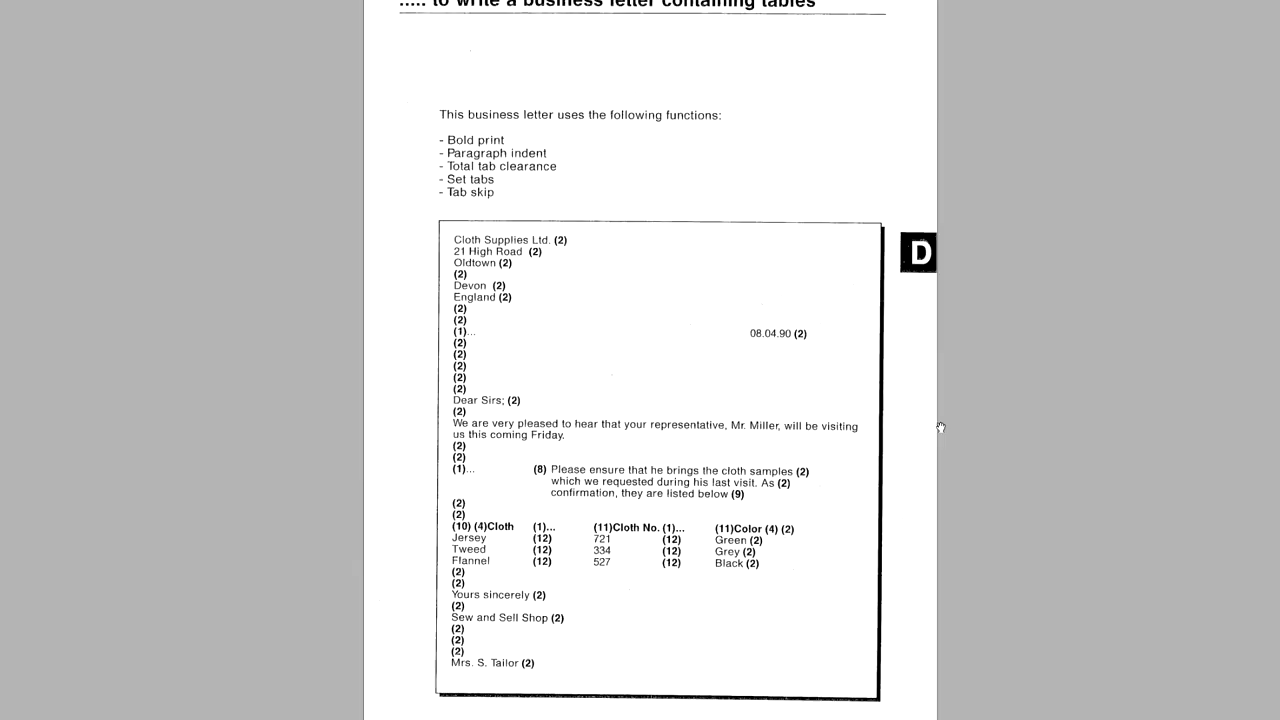 ..... to write a business letter containing tables
This business letter uses the following functions:
- Bold print
- Paragraph indent
- Total tab clearance
- Set tabs
- Tab skip
D
Cloth Supplies Ltd. (2)
21 High Road (2)
Oldtown (2)
(2)
Devon (2)
England (2)
(2)
(2)
(1)... 08.04.90 (2)
(2)
(2)
(2)
(2)
(2)
Dear Sirs; (2)
(2)
We are very pleased to hear that your representative, Mr. Miller, will be visiting
us this coming Friday.
(2)
(2)
(1)... (8) Please ensure that he brings the cloth samples (2)
which we requested during his last visit. As (2)
confirmation, they are listed below (9)
(2)
(2)
(10) (4)Cloth (1)... (11)Cloth No. (1)... (11)Color (4) (2)
Jersey (12) 721 (12) Green (2)
Tweed (12) 334 (12) Grey (2)
Flannel (12) 527 (12) Black (2)
(2)
(2)
Yours sincerely (2)
(2)
Sew and Sell Shop (2)
(2)
(2)
(2)
Mrs. S. Tailor (2)